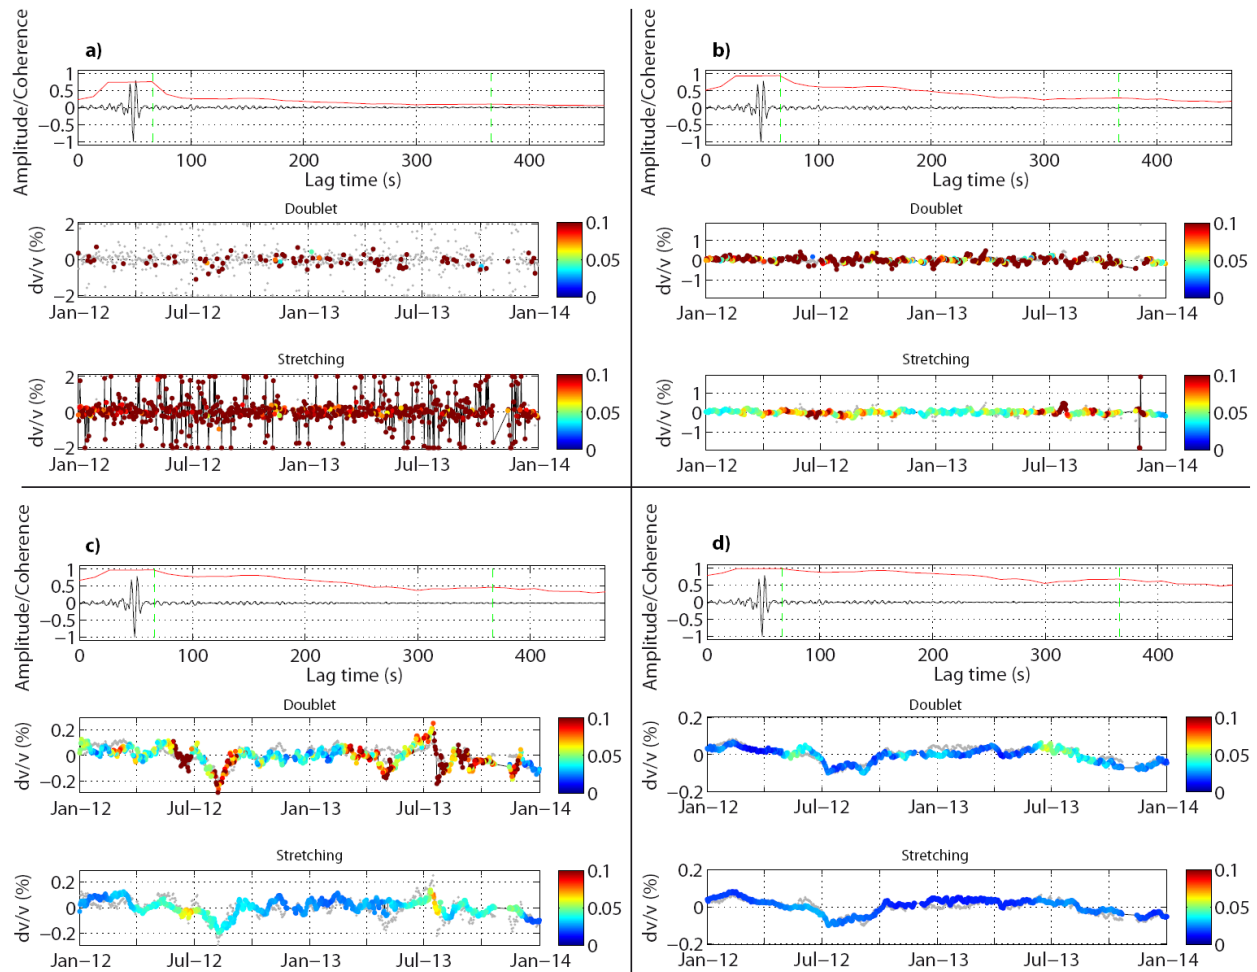 a)
Amplitude/Coherence
1
0.5
0
−0.5
−1
0 100 200 300 400
Lag time (s)
Doublet
dv/v (%)
2
0
−2
0.1
0.05
0
Jan−12 Jul−12 Jan−13 Jul−13 Jan−14
Stretching
dv/v (%)
2
0
−2
0.1
0.05
0
Jan−12 Jul−12 Jan−13 Jul−13 Jan−14
b)
Amplitude/Coherence
1
0.5
0
−0.5
−1
0 100 200 300 400
Lag time (s)
Doublet
dv/v (%)
1
0
−1
0.1
0.05
0
Jan−12 Jul−12 Jan−13 Jul−13 Jan−14
Stretching
dv/v (%)
1
0
−1
0.1
0.05
0
Jan−12 Jul−12 Jan−13 Jul−13 Jan−14
c)
Amplitude/Coherence
1
0.5
0
−0.5
−1
0 100 200 300 400
Lag time (s)
Doublet
dv/v (%)
0.2
0
−0.2
0.1
0.05
0
Jan−12 Jul−12 Jan−13 Jul−13 Jan−14
Stretching
dv/v (%)
0.2
0
−0.2
0.1
0.05
0
Jan−12 Jul−12 Jan−13 Jul−13 Jan−14
d)
Amplitude/Coherence
1
0.5
0
−0.5
−1
0 100 200 300 400
Lag time (s)
Doublet
dv/v (%)
0.2
0
−0.2
0.1
0.05
0
Jan−12 Jul−12 Jan−13 Jul−13 Jan−14
Stretching
dv/v (%)
0.2
0
−0.2
0.1
0.05
0
Jan−12 Jul−12 Jan−13 Jul−13 Jan−14